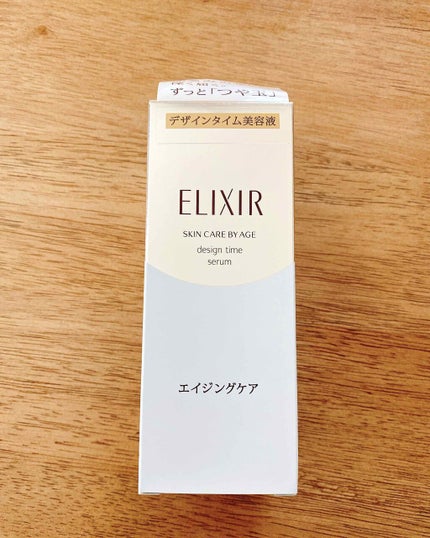 ずっと「つや玉」
デザインタイム美容液
ELIXIR
SKIN CARE BY AGE
design time
serum
エイジングケア